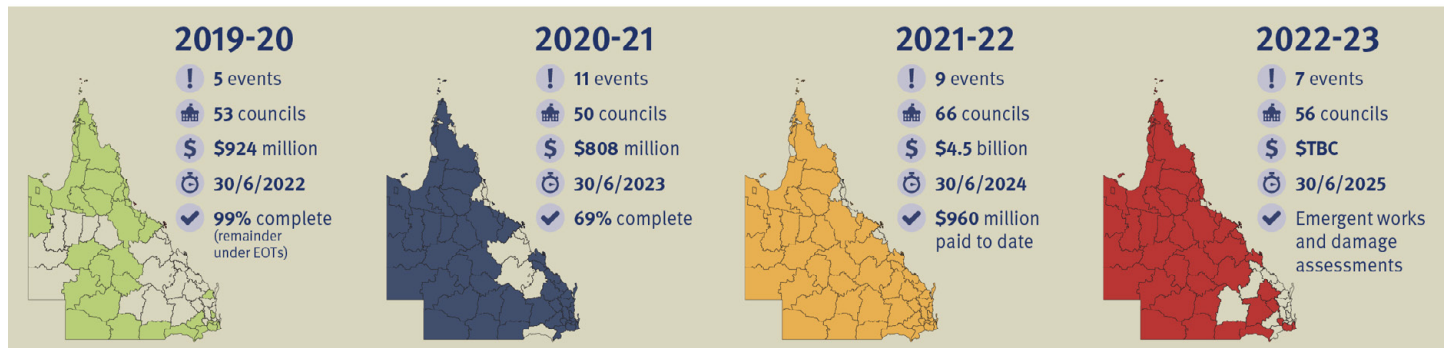 2019-20
5 events
53 councils
$924 million
30/6/2022
99% complete
(remainder
under EOTs)
2020-21
11 events
50 councils
$808 million
30/6/2023
69% complete
2021-22
9 events
66 councils
$4.5 billion
30/6/2024
$960 million
paid to date
2022-23
7 events
56 councils
$TBC
30/6/2025
Emergent works
and damage
assessments